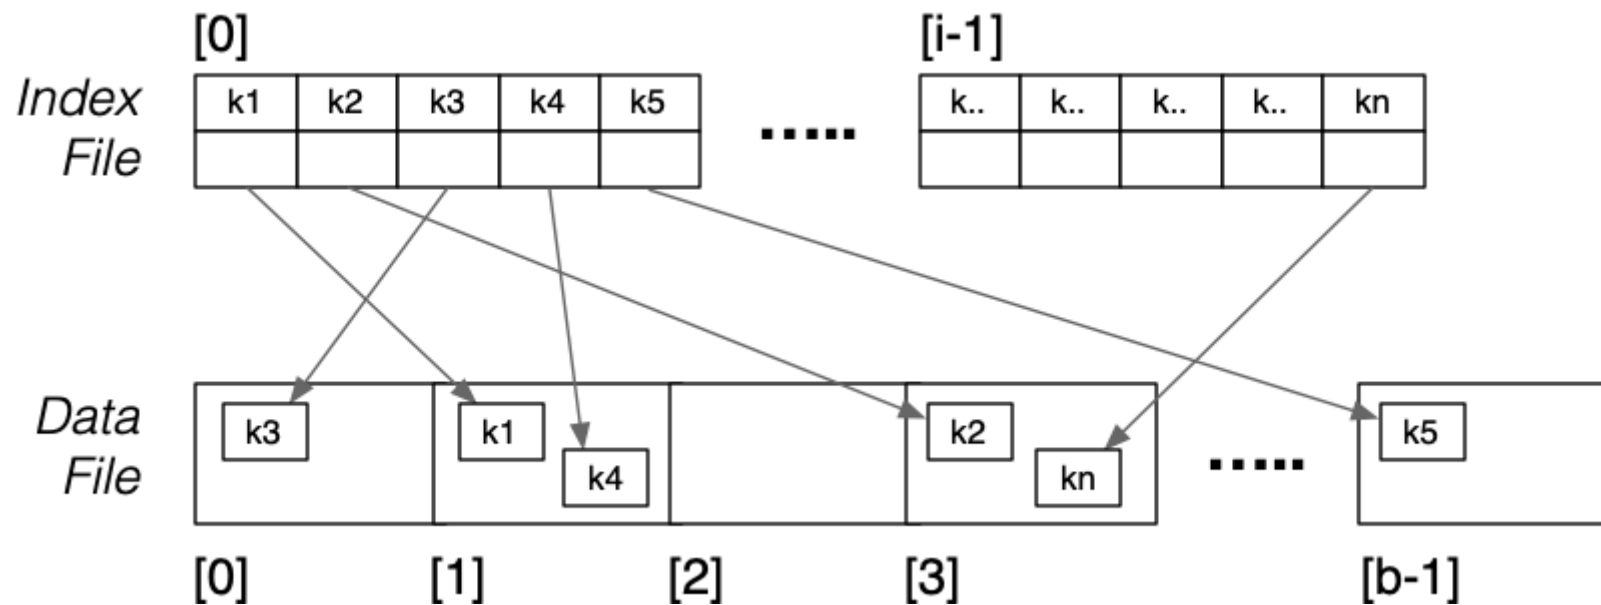 [0] [i-1]
Index k1 k2 k3 k4 k5 k.. k.. k.. k.. kn
File
.....
Data
File
k3 k1 k2 k5
k4 kn
.....
[0] [1] [2] [3] [b-1]